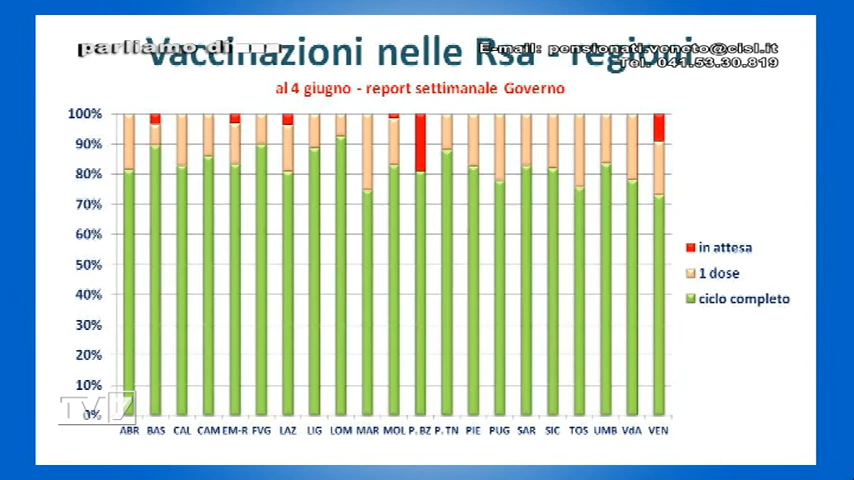 parliamo di...
Vaccinazioni nelle Rsa - regioni
E-mail: pensionati.veneto@cisl.it
Tel. 041.53.30.819
al 4 giugno - report settimanale Governo
100%
90%
80%
70%
60%
50%
40%
30%
20%
10%
0%
ABR BAS CAL CAM EM-R FVG LAZ LIG LOM MAR MOL P.BZ P.TN PIE PUG SAR SIC TOS UMB VdA VEN
in attesa
1 dose
ciclo completo
TV7